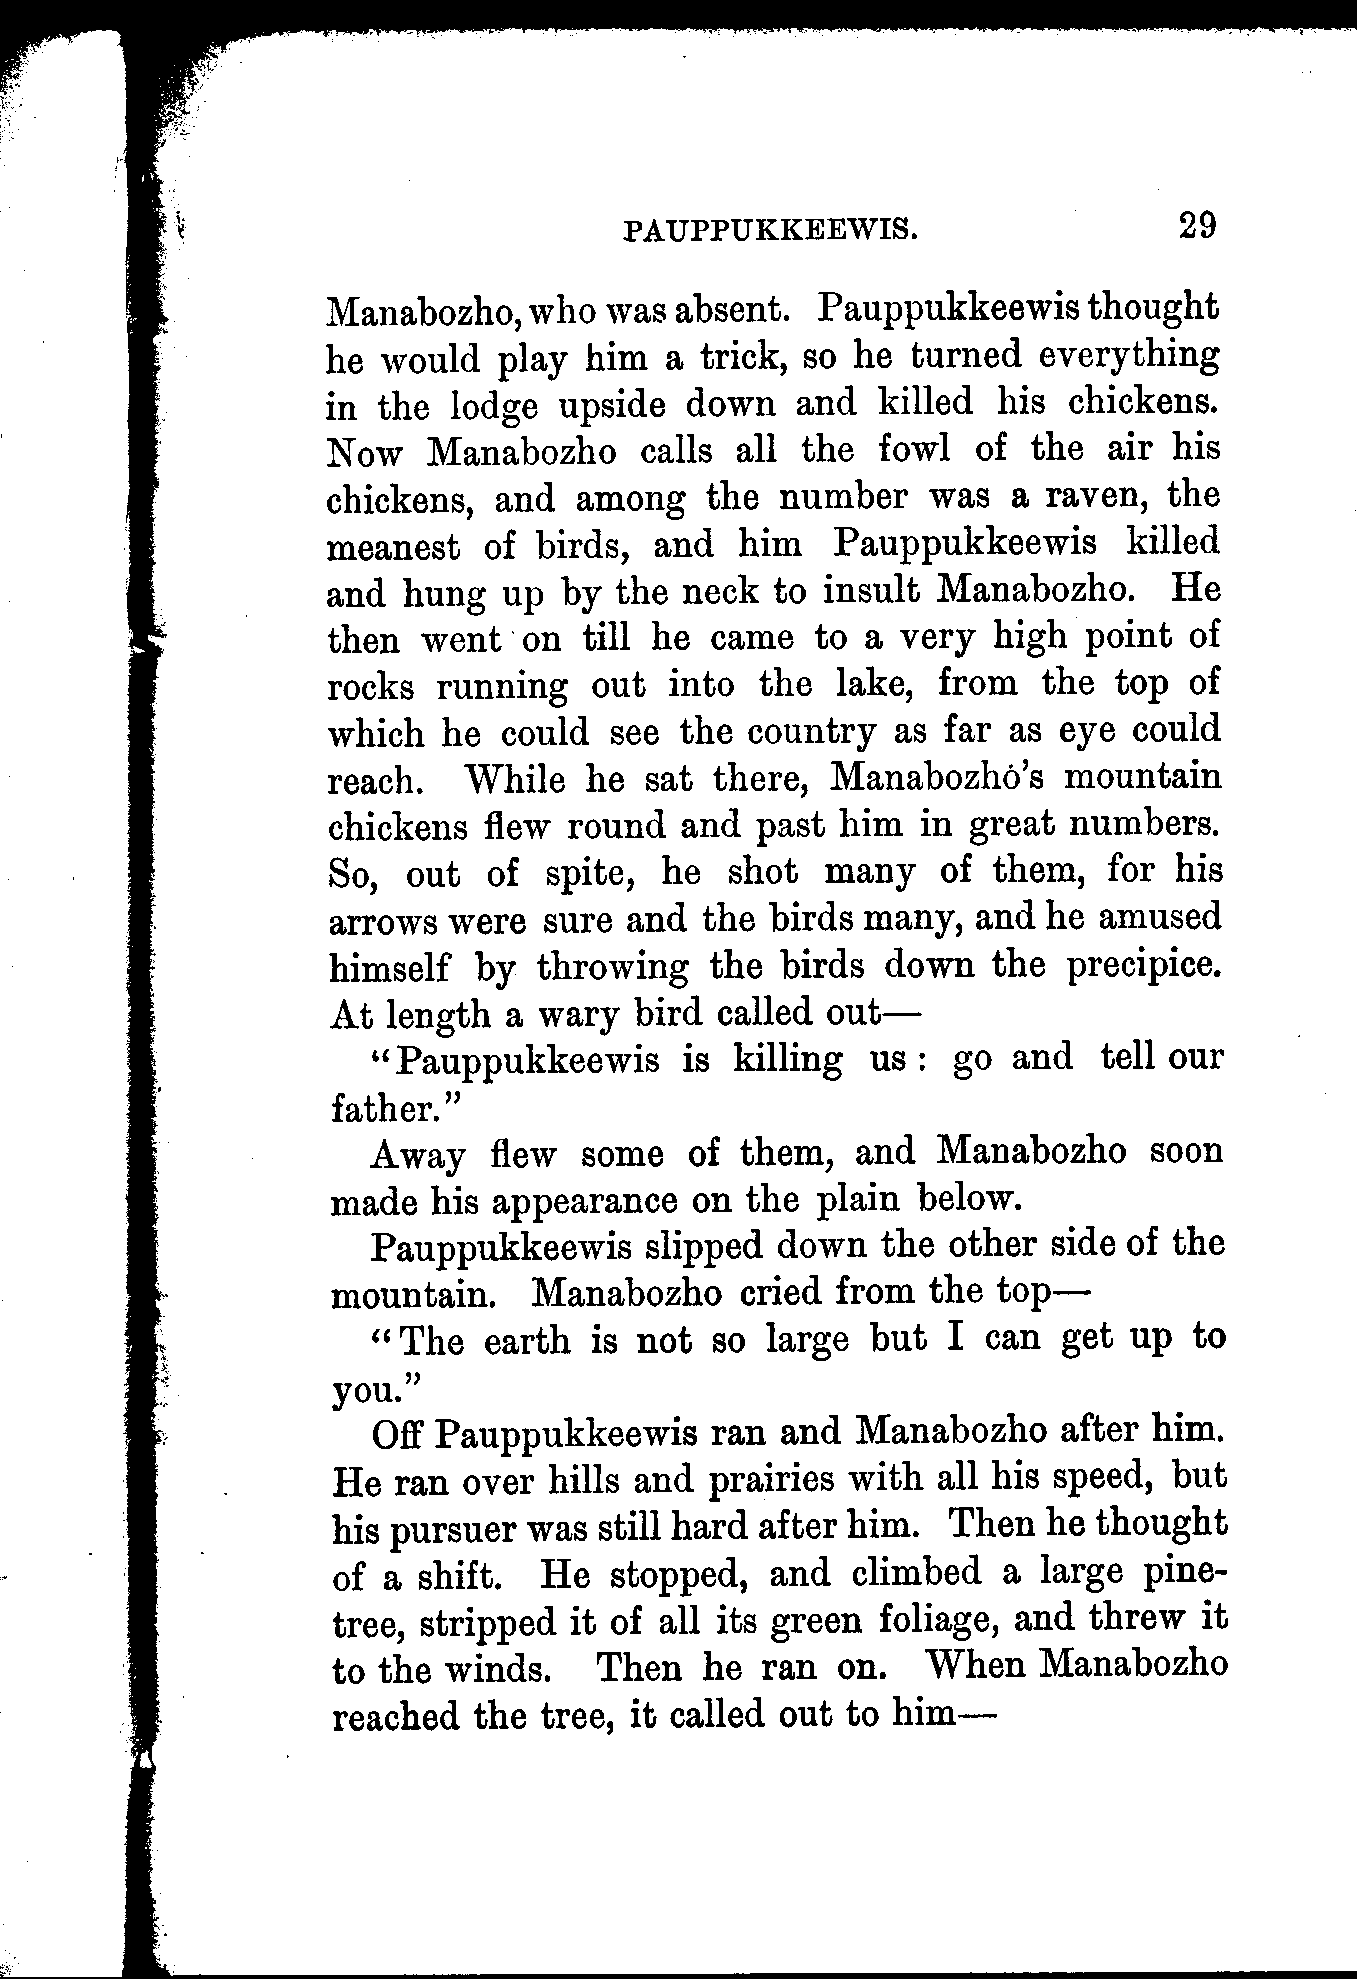 PAUPPUKKEEWIS. 29
Manabozho, who was absent. Pauppukkeewis thought
he would play him a trick, so he turned everything
in the lodge upside down and killed his chickens.
Now Manabozho calls all the fowl of the air his
chickens, and among the number was a raven, the
meanest of birds, and him Pauppukkeewis killed
and hung up by the neck to insult Manabozho. He
then went on till he came to a very high point of
rocks running out into the lake, from the top of
which he could see the country as far as eye could
reach. While he sat there, Manabozho's mountain
chickens flew round and past him in great numbers.
So, out of spite, he shot many of them, for his
arrows were sure and the birds many, and he amused
himself by throwing the birds down the precipice.
At length a wary bird called out—
"Pauppukkeewis is killing us: go and tell our
father."
Away flew some of them, and Manabozho soon
made his appearance on the plain below.
Pauppukkeewis slipped down the other side of the
mountain. Manabozho cried from the top—
"The earth is not so large but I can get up to
you."
Off Pauppukkeewis ran and Manabozho after him.
He ran over hills and prairies with all his speed, but
his pursuer was still hard after him. Then he thought
of a shift. He stopped, and climbed a large pine-
tree, stripped it of all its green foliage, and threw it
to the winds. Then he ran on. When Manabozho
reached the tree, it called out to him—